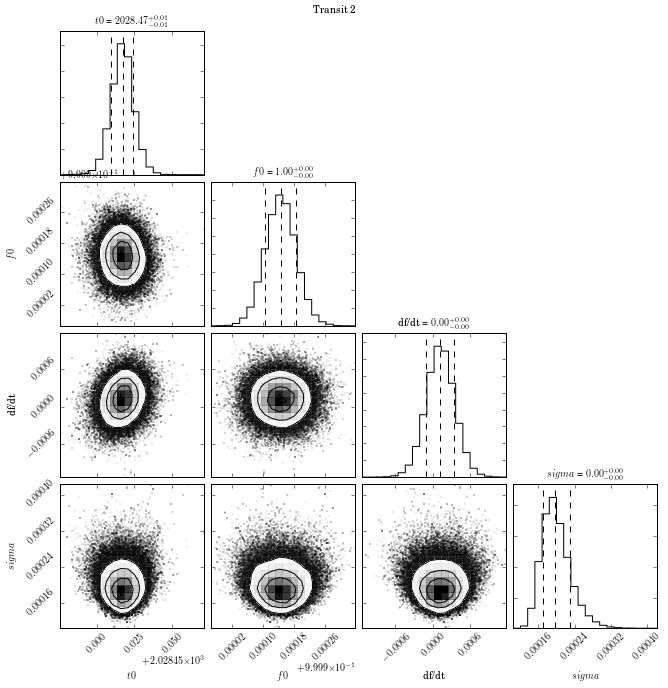 Transit 2
t0 = 2028.47 +0.01 −0.01
f0 = 1.00 +0.00 −0.00
f0
0.00026
0.00018
0.00010
0.00002
df/dt = 0.00 +0.00 −0.00
df/dt
0.0006
0.0000
−0.0006
sigma = 0.00 +0.00 −0.00
sigma
0.00040
0.00032
0.00024
0.00016
0.000 0.025 0.050
+2.02845×10³
t0
0.00002 0.00010 0.00018 0.00026
+9.999×10⁻¹
f0
−0.0006 0.0000 0.0006
df/dt
0.00016 0.00024 0.00032 0.00040
sigma